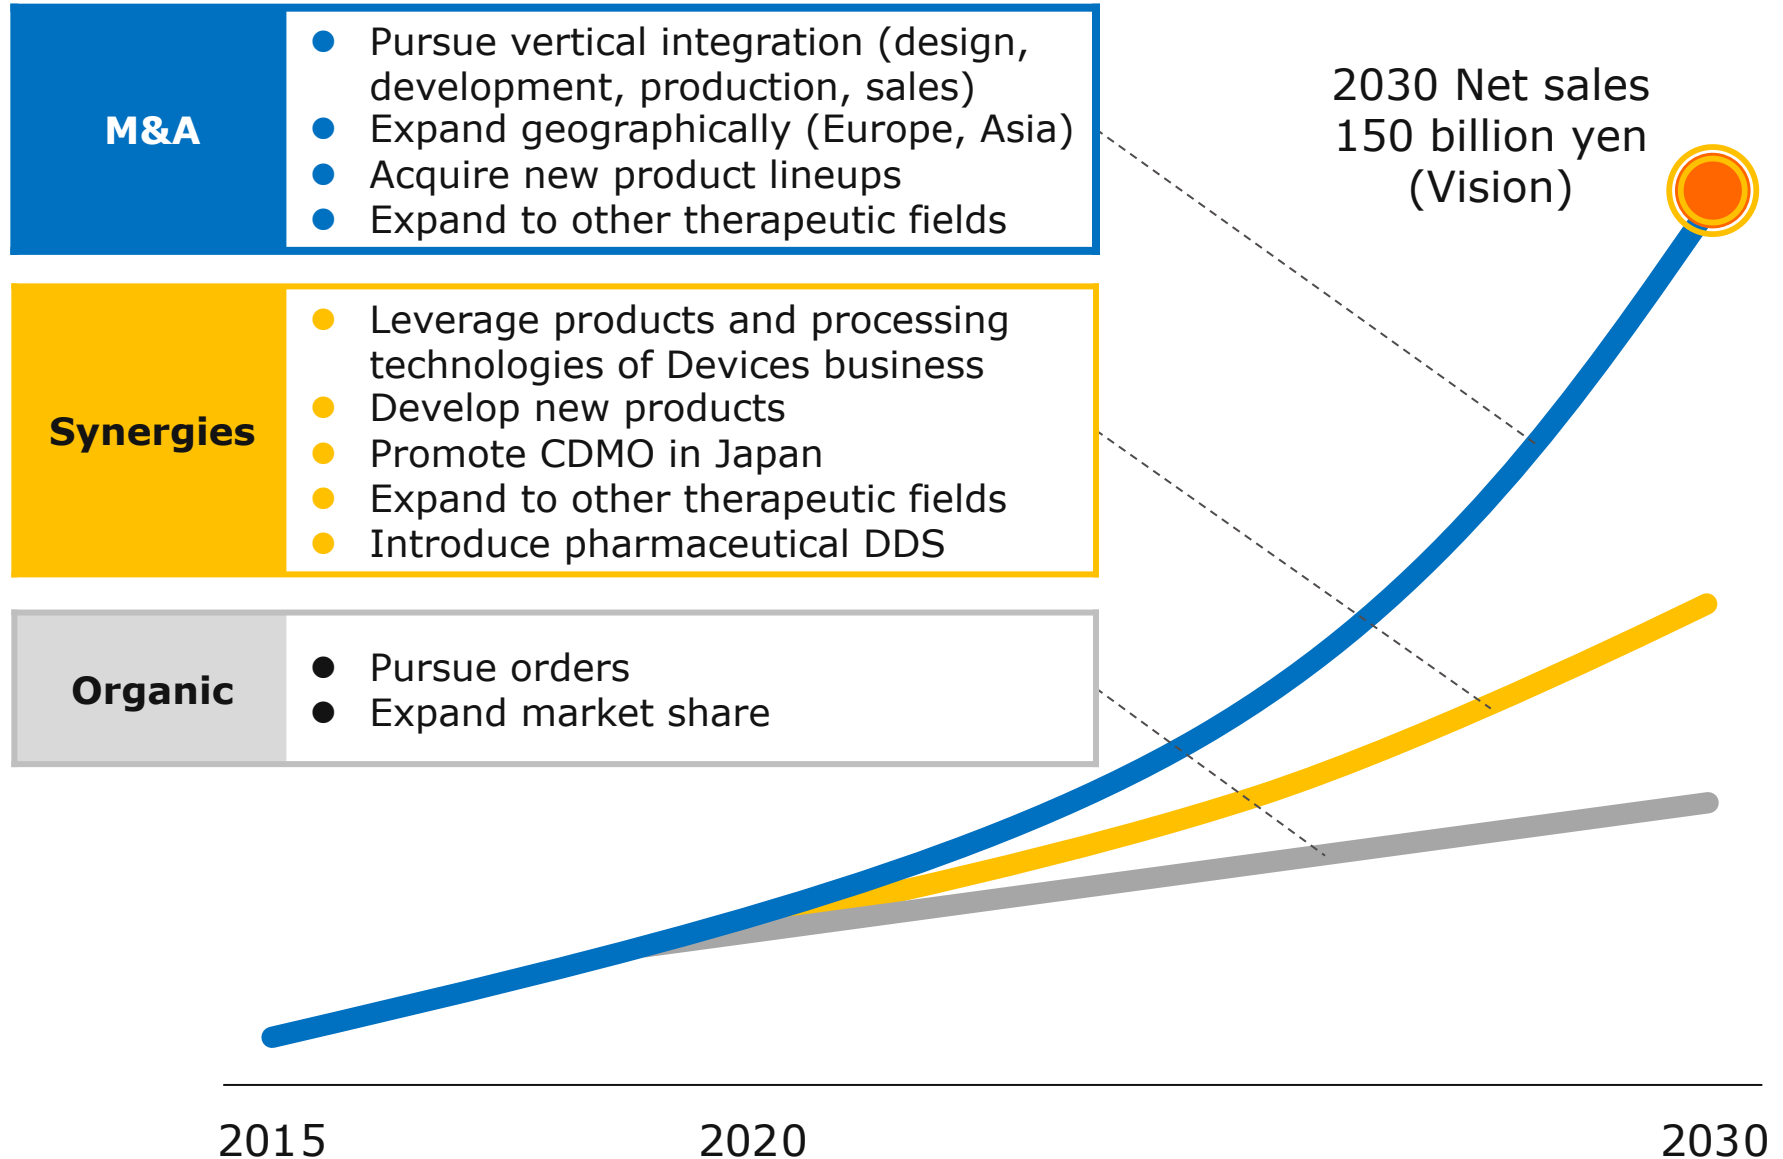 M&A
● Pursue vertical integration (design,
development, production, sales)
● Expand geographically (Europe, Asia)
● Acquire new product lineups
● Expand to other therapeutic fields
2030 Net sales
150 billion yen
(Vision)
Synergies
● Leverage products and processing
technologies of Devices business
● Develop new products
● Promote CDMO in Japan
● Expand to other therapeutic fields
● Introduce pharmaceutical DDS
Organic
● Pursue orders
● Expand market share
2015
2020
2030